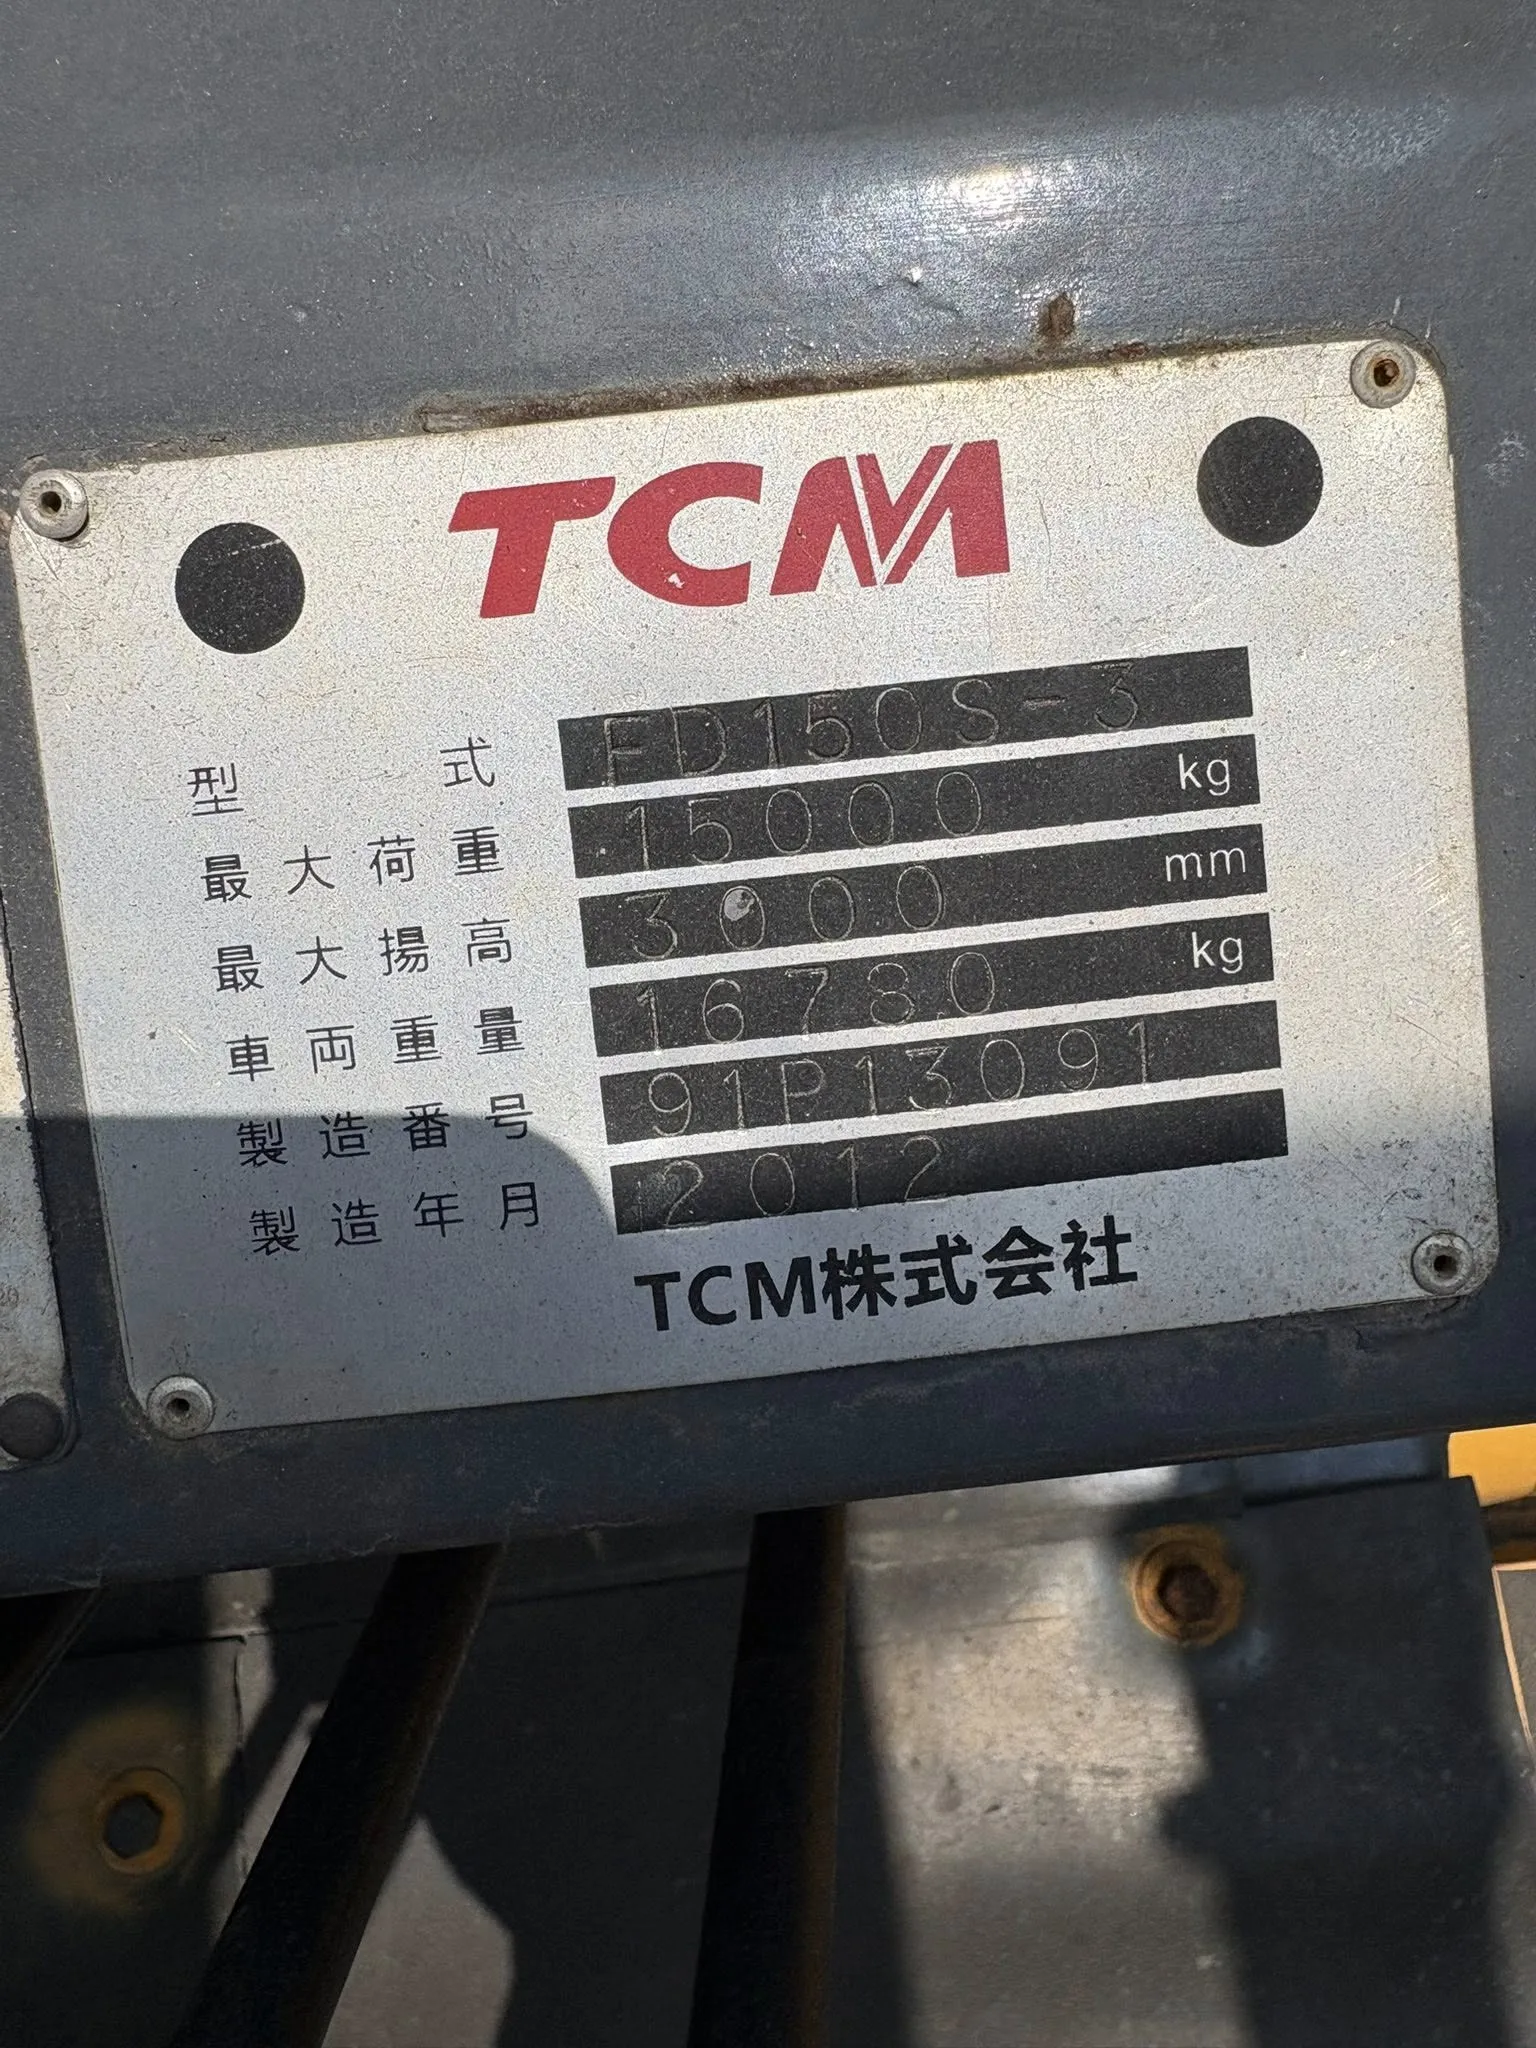 TCM
型式 FD150S-3
最大荷重 15000 kg
最大揚高 3000 mm
車両重量 16780 kg
製造番号 91P13091
製造年月 2012
TCM株式会社
20